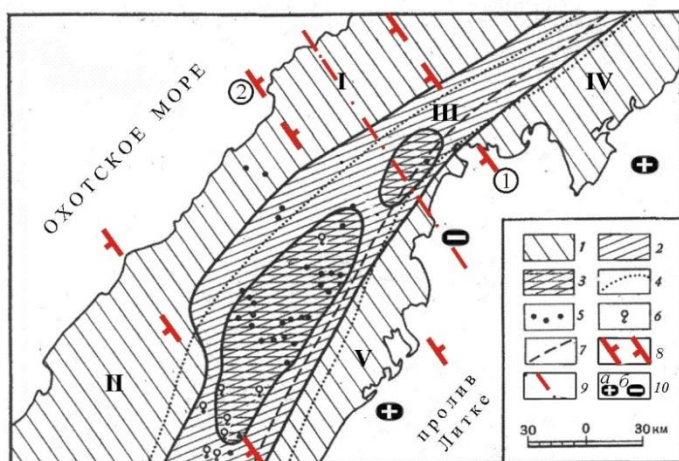 ОХОТСКОЕ МОРЕ
I
II
III
IV
V
2
1
пролив
Литке
1
2
3
4
5
6
7
8
9
а б
10
30 0 30 км